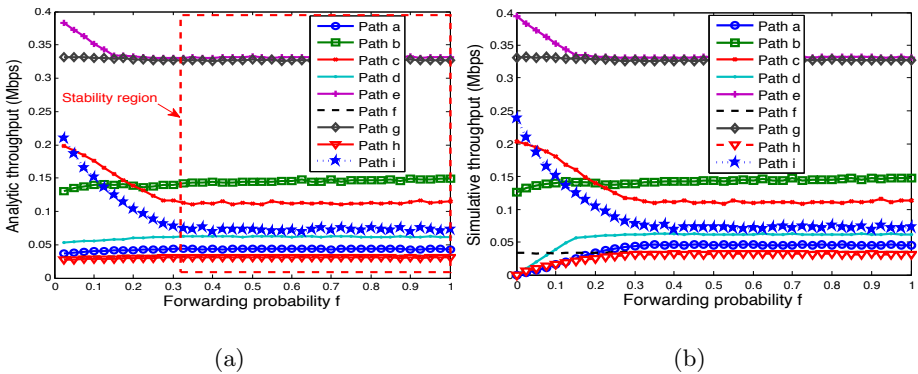 Analytic throughput (Mbps)
0.4
0.35
0.3
0.25
0.2
0.15
0.1
0.05
0
0 0.1 0.2 0.3 0.4 0.5 0.6 0.7 0.8 0.9 1
Forwarding probability f
Stability region
Path a
Path b
Path c
Path d
Path e
Path f
Path g
Path h
Path i
(a)
Simulative throughput (Mbps)
0.4
0.35
0.3
0.25
0.2
0.15
0.1
0.05
0
0 0.1 0.2 0.3 0.4 0.5 0.6 0.7 0.8 0.9 1
Forwarding probability f
Path a
Path b
Path c
Path d
Path e
Path f
Path g
Path h
Path i
(b)